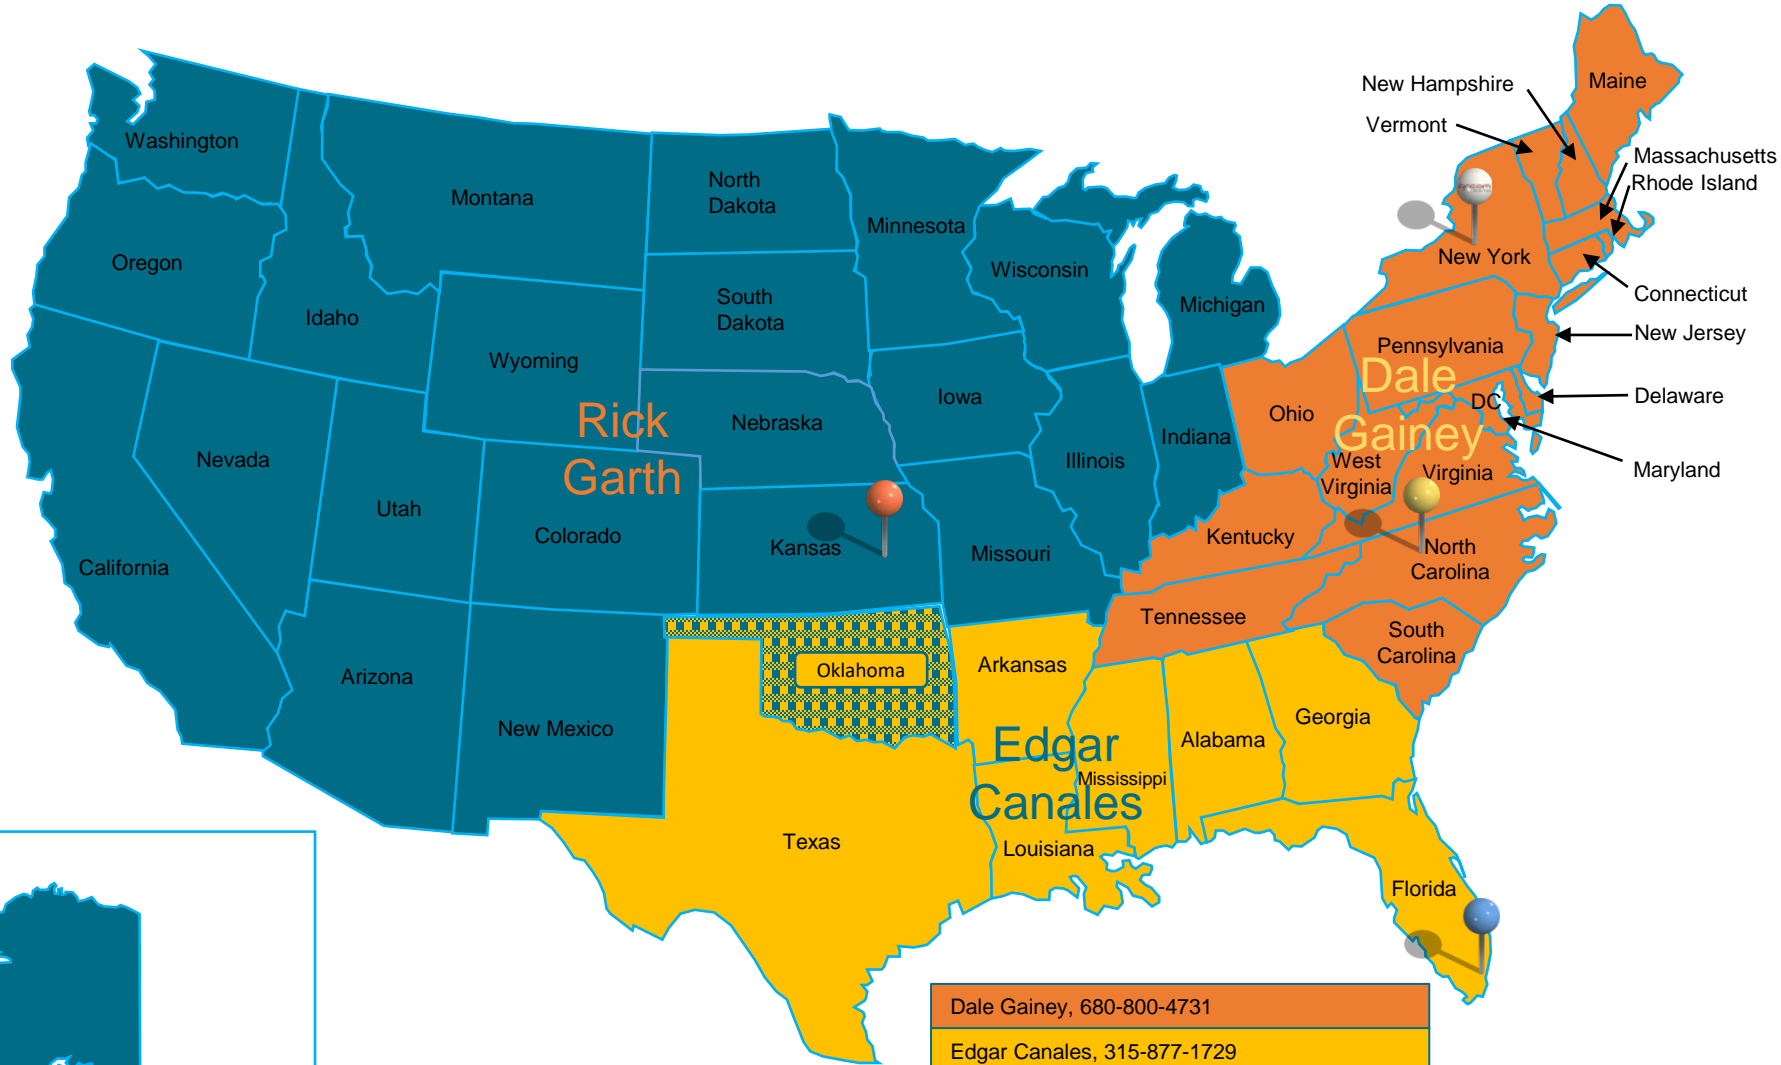 Maine
New Hampshire
Vermont
Massachusetts
Rhode Island
Washington
Montana
North
Dakota
Minnesota
Oregon
Wisconsin
New York
Connecticut
Idaho
South
Dakota
Michigan
New Jersey
Wyoming
Pennsylvania
Dale
Gainey
Iowa
Delaware
DC
Rick
Garth
Nebraska
Ohio
Nevada
Illinois
Indiana
West
Virginia
Virginia
Maryland
Utah
Colorado
Kansas
Missouri
Kentucky
North
Carolina
California
Tennessee
South
Carolina
Arizona
Oklahoma
Arkansas
New Mexico
Georgia
Alabama
Edgar
Canales
Mississippi
Texas
Louisiana
Florida
Dale Gainey, 680-800-4731
Edgar Canales, 315-877-1729